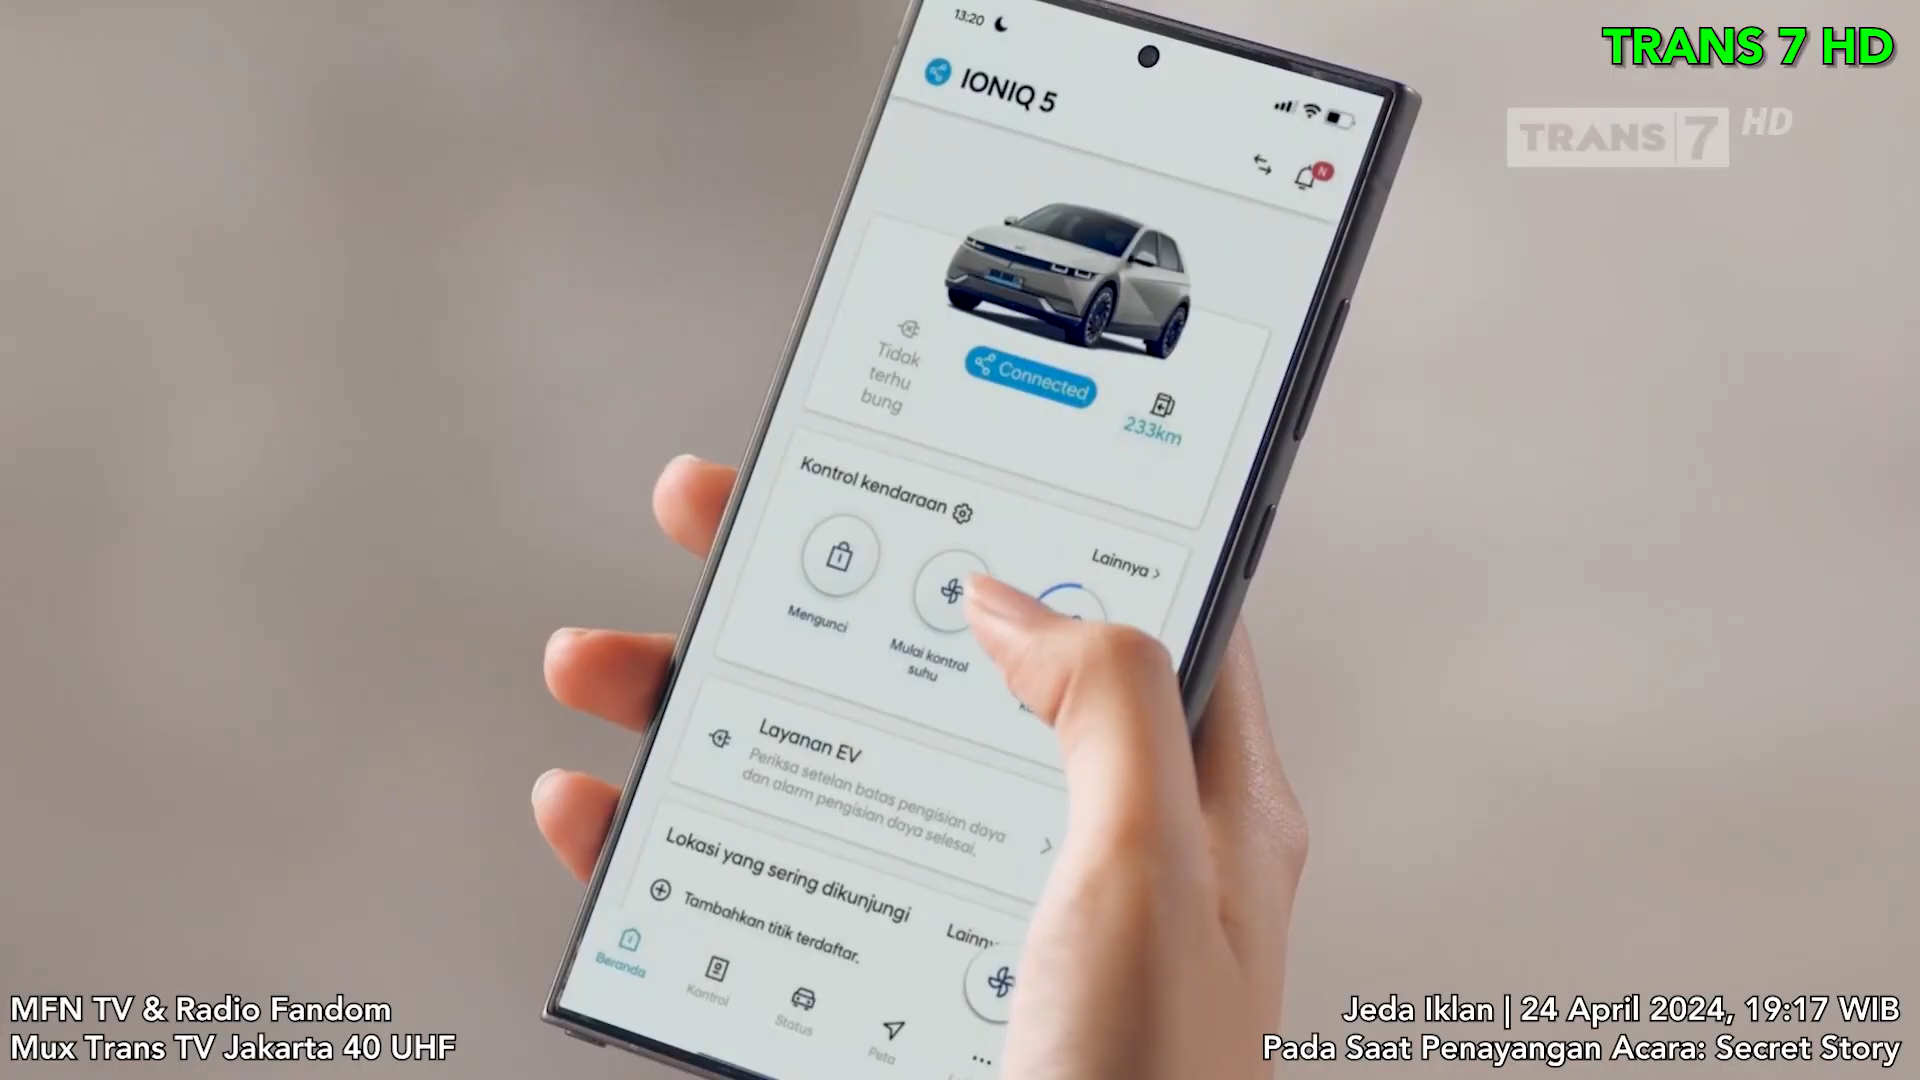 TRANS 7 HD
TRANS 7 HD
13:20
IONIQ 5
N
Tidak
terhu
bung
Connected
233km
Kontrol kendaraan
Lainnya >
Mengunci
Mulai kontrol
suhu
Layanan EV
Periksa setelan batas pengisian daya
dan alarm pengisian daya selesai.
Lokasi yang sering dikunjungi
Tambahkan titik terdaftar.
Beranda
Kontrol
Status
Peta
MFN TV & Radio Fandom
Mux Trans TV Jakarta 40 UHF
Jeda Iklan | 24 April 2024, 19:17 WIB
Pada Saat Penayangan Acara: Secret Story